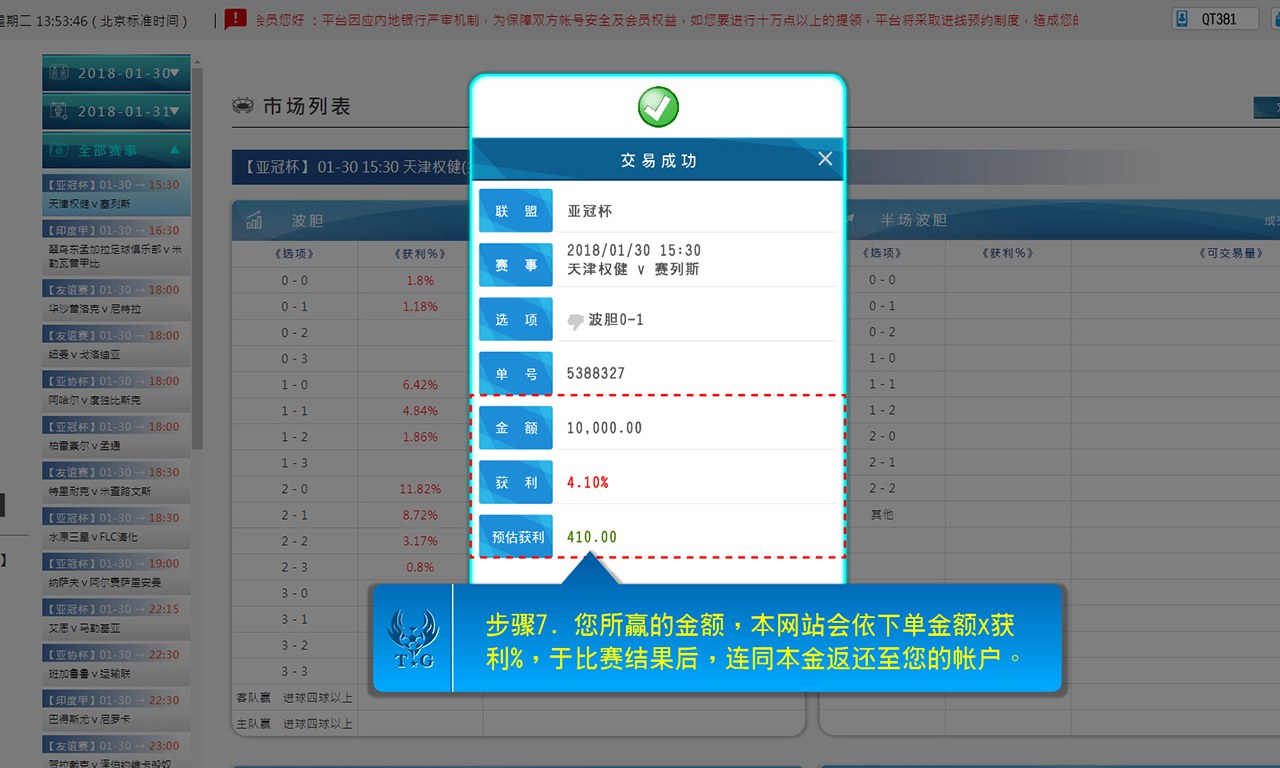 星期二 13:53:46 ( 北京标准时间 )
会员您好 ：平台因应内地银行严审机制，为保障双方帐号安全及会员权益，如您要进行十万点以上的提领，平台将采取进线预约制度，造成您的
QT381
2018-01-30
2018-01-31
全部赛事
【亚冠杯】01-30 → 15:30
天津权健 v 塞列斯
【印度甲】01-30 → 16:30
勒瓦普甲比
【友谊赛】01-30 → 18:00
华沙普洛克 v 尼特拉
【友谊赛】01-30 → 18:00
纽曼 v 戈洛迪亚
【亚协杯】01-30 → 18:00
阿哈尔 v 度独比斯克
【亚冠杯】01-30 → 18:00
柏雷素尔 v 孟通
【友谊赛】01-30 → 18:30
特里耐克 v 米查路文斯
【亚冠杯】01-30 → 18:30
水原三星 v FLC清化
【亚冠杯】01-30 → 19:00
纳萨夫 v 阿尔费萨里安曼
【亚冠杯】01-30 → 22:15
艾恩 v 马勒基亚
【亚协杯】01-30 → 22:30
班加鲁鲁 v 运输联
【印度甲】01-30 → 22:30
巴得斯尤 v 尼罗卡
【友谊赛】01-30 → 23:00
市场列表
【亚冠杯】01-30 15:30 天津权健(
波胆
《选项》 《获利%》
0 - 0 1.8%
0 - 1 1.18%
0 - 2
0 - 3
1 - 0 6.42%
1 - 1 4.84%
1 - 2 1.86%
1 - 3
2 - 0 11.82%
2 - 1 8.72%
2 - 2 3.17%
2 - 3 0.8%
3 - 0
3 - 1
3 - 2
3 - 3
客队赢 进球四球以上
主队赢 进球四球以上
半场波胆
《选项》 《获利%》 《可交易量》
0 - 0
0 - 1
0 - 2
1 - 0
1 - 1
1 - 2
2 - 0
2 - 1
2 - 2
其他
交易成功
联 盟 亚冠杯
赛 事 2018/01/30 15:30
天津权健 v 赛列斯
选 项 波胆0-1
单 号 5388327
金 额 10,000.00
获 利 4.10%
预估获利 410.00
TG
步骤7. 您所赢的金额，本网站会依下单金额x获
利%，于比赛结果后，连同本金返还至您的帐户。